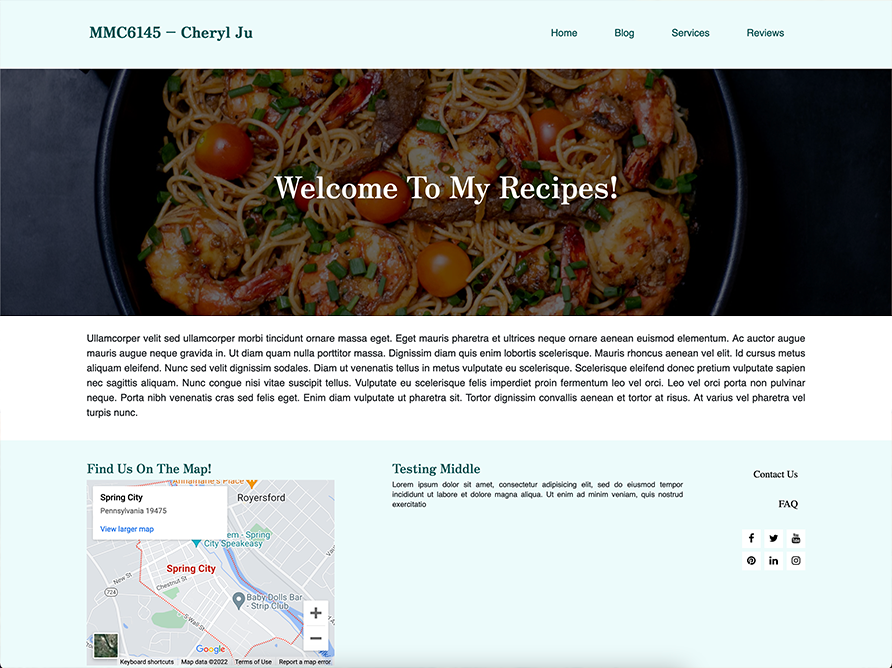 MMC6145 – Cheryl Ju
Home Blog Services Reviews
Welcome To My Recipes!
Ullamcorper velit sed ullamcorper morbi tincidunt ornare massa eget. Eget mauris pharetra et ultrices neque ornare aenean euismod elementum. Ac auctor augue
mauris augue neque gravida in. Ut diam quam nulla porttitor massa. Dignissim diam quis enim lobortis scelerisque. Mauris rhoncus aenean vel elit. Id cursus metus
aliquam eleifend. Nunc sed velit dignissim sodales. Diam ut venenatis tellus in metus vulputate eu scelerisque. Scelerisque eleifend donec pretium vulputate sapien
nec sagittis aliquam. Nunc congue nisi vitae suscipit tellus. Vulputate eu scelerisque felis imperdiet proin fermentum leo vel orci. Leo vel orci porta non pulvinar
neque. Porta nibh venenatis cras sed felis eget. Enim diam vulputate ut pharetra sit. Tortor dignissim convallis aenean et tortor at risus. At varius vel pharetra vel
turpis nunc.
Find Us On The Map!
Place
Royersford
Spring City
Pennsylvania 19475
View larger map
em - Spring
City Speakeasy
Spring City
New St
724
Chestnut St
S Wall St
Baby Dolls Bar
- Strip Club
+
−
Google
Keyboard shortcuts Map data ©2022 Terms of Use Report a map error
Testing Middle
Lorem ipsum dolor sit amet, consectetur adipisicing elit, sed do eiusmod tempor
incididunt ut labore et dolore magna aliqua. Ut enim ad minim veniam, quis nostrud
exercitatio
Contact Us
FAQ